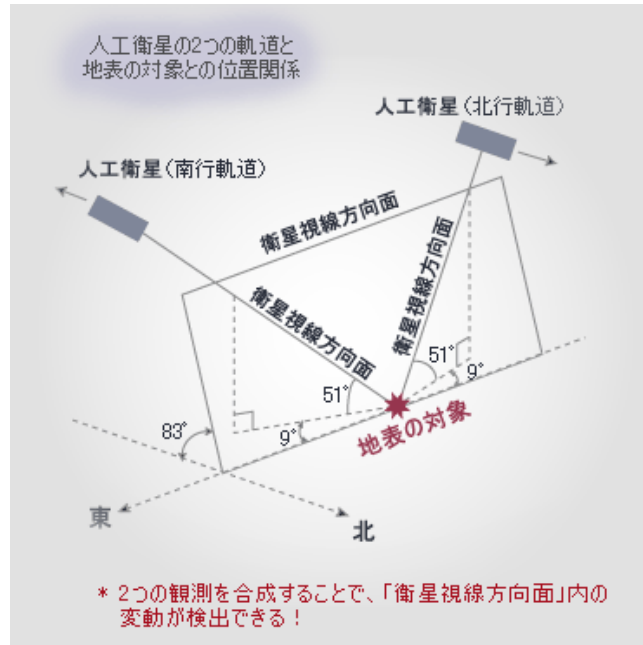 人工衛星の2つの軌道と
地表の対象との位置関係
人工衛星（北行軌道）
人工衛星（南行軌道）
衛星視線方向面
衛星視線方向面
衛星視線方向面
51°
51°
9°
9°
83°
地表の対象
東
北
* 2つの観測を合成することで、「衛星視線方向面」内の
変動が検出できる！